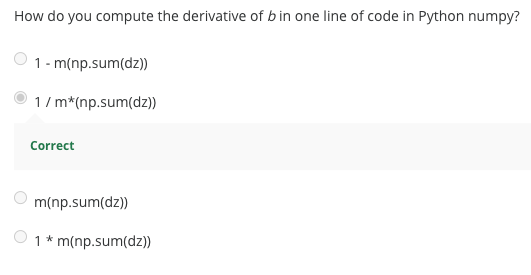 How do you compute the derivative of b in one line of code in Python numpy?
1 - m(np.sum(dz))
1 / m*(np.sum(dz))
Correct
m(np.sum(dz))
1 * m(np.sum(dz))